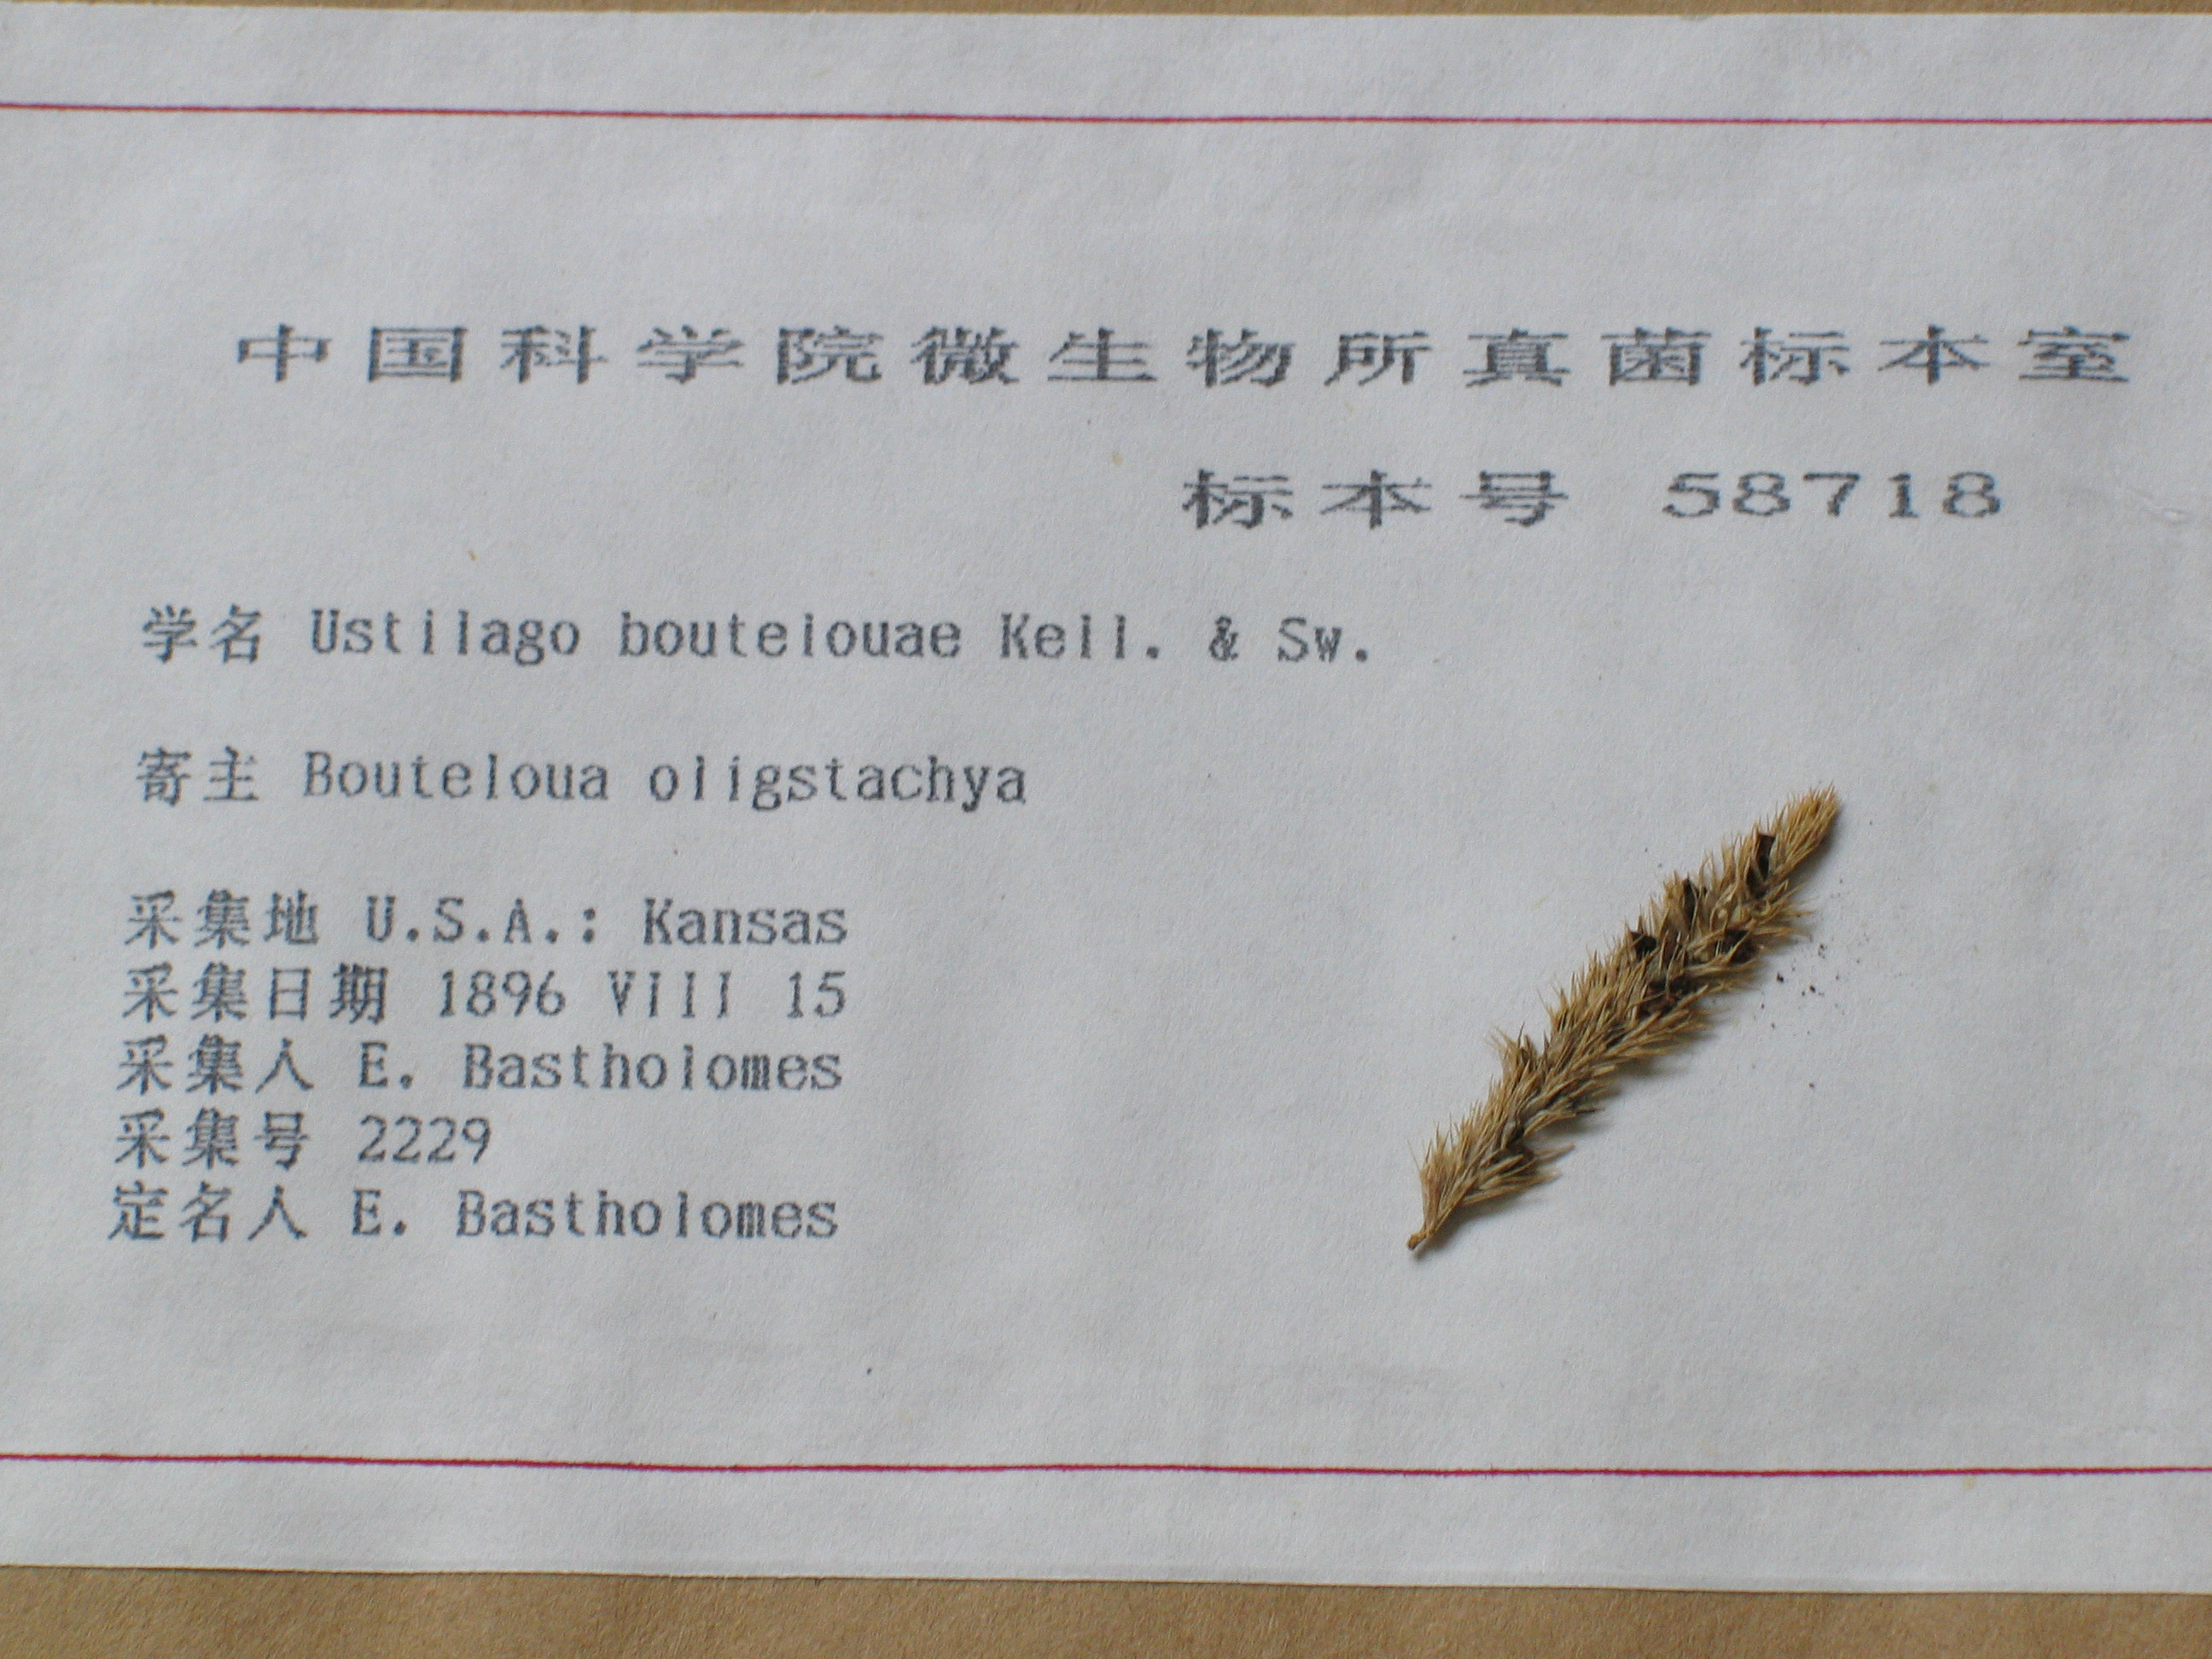 中国科学院微生物所真菌标本室
标本号 58718
学名 Ustilago boutelouae Kell. & Sw.
寄主 Bouteloua oligstachya
采集地 U.S.A.: Kansas
采集日期 1896 VIII 15
采集人 E. Bastholomes
采集号 2229
定名人 E. Bastholomes